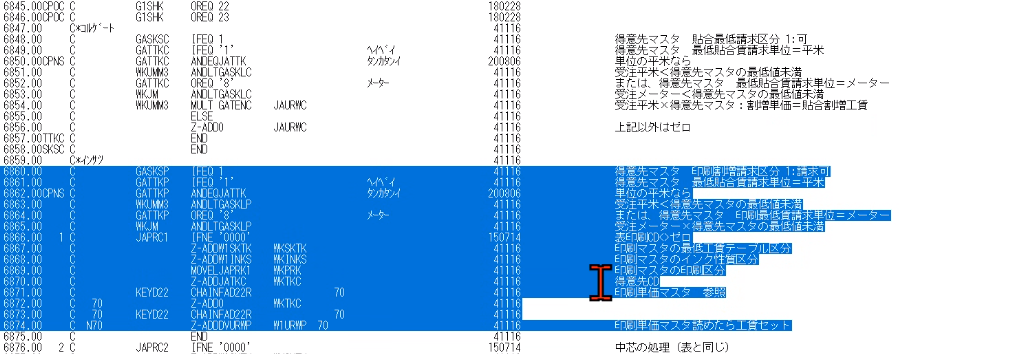 6845.00CPDC C G1SHK OREQ 22 180228
6846.00CPDC C G1SHK OREQ 23 180228
6847.00 C*ｺﾙｹﾞｰﾄ 41116
6848.00 C GASKSC IFEQ 1 41116 得意先マスタ 貼合最低請求区分 1:可
6849.00 C GATTKC IFEQ '1' ﾍｲﾍﾞｲ 41116 得意先マスタ 最低貼合賃請求単位＝平米
6850.00CPNS C GATTKC ANDEQJATTK ﾀﾝｶﾀﾝｲ 200806 単位の平米なら
6851.00 C WKUMM3 ANDLTGASKLC 41116 受注平米＜得意先マスタの最低値未満
6852.00 C GATTKC OREQ '8' ﾒｰﾀｰ 41116 または、得意先マスタ 最低貼合賃請求単位＝メーター
6853.00 C WKJM ANDLTGASKLC 41116 受注メーター＜得意先マスタの最低値未満
6854.00 C WKUMM3 MULT GATENC JAURWC 41116 受注平米×得意先マスタ：割増単価＝貼合割増工賃
6855.00 C ELSE 41116
6856.00 C Z-ADD0 JAURWC 41116 上記以外はゼロ
6857.00TTKC C END 41116
6858.00SKSC C END 41116
6859.00 C*ｲﾝｻﾂ 41116
6860.00 C GASKSP IFEQ 1 41116 得意先マスタ 印刷割増請求区分 1:請求可
6861.00 C GATTKP IFEQ '1' ﾍｲﾍﾞｲ 41116 得意先マスタ 最低貼合賃請求単位＝平米
6862.00CPNS C GATTKP ANDEQJATTK ﾀﾝｶﾀﾝｲ 200806 単位の平米なら
6863.00 C WKUMM3 ANDLTGASKLP 41116 受注平米＜得意先マスタの最低値未満
6864.00 C GATTKP OREQ '8' ﾒｰﾀｰ 41116 または、得意先マスタ 印刷最低賃請求単位＝メーター
6865.00 C WKJM ANDLTGASKLP 41116 受注メーター＜得意先マスタの最低値未満
6866.00 1 C JAPRC1 IFNE '0000' 150714 表印刷CD<>ゼロ
6867.00 C Z-ADDW1SKTK WKSKTK 41116 印刷マスタの最低工賃テーブル区分
6868.00 C Z-ADDW1INKS WKINKS 41116 印刷マスタのインク性質区分
6869.00 C MOVELJAPRK1 WKPRK 41116 印刷マスタのE印刷区分
6870.00 C Z-ADDJATKC WKTKC 41116 得意先CD
6871.00 C KEYD22 CHAINFAD22R 70 41116 印刷単価マスタ 参照
6872.00 C 70 Z-ADD0 WKTKC 41116
6873.00 C 70 KEYD22 CHAINFAD22R 70 41116
6874.00 C N70 Z-ADDDVURWP W1URWP 70 41116 印刷単価マスタ読めたら工賃セット
6875.00 C END 41116
6876.00 2 C JAPRC2 IFNE '0000' 150714 中芯の処理（表と同じ）